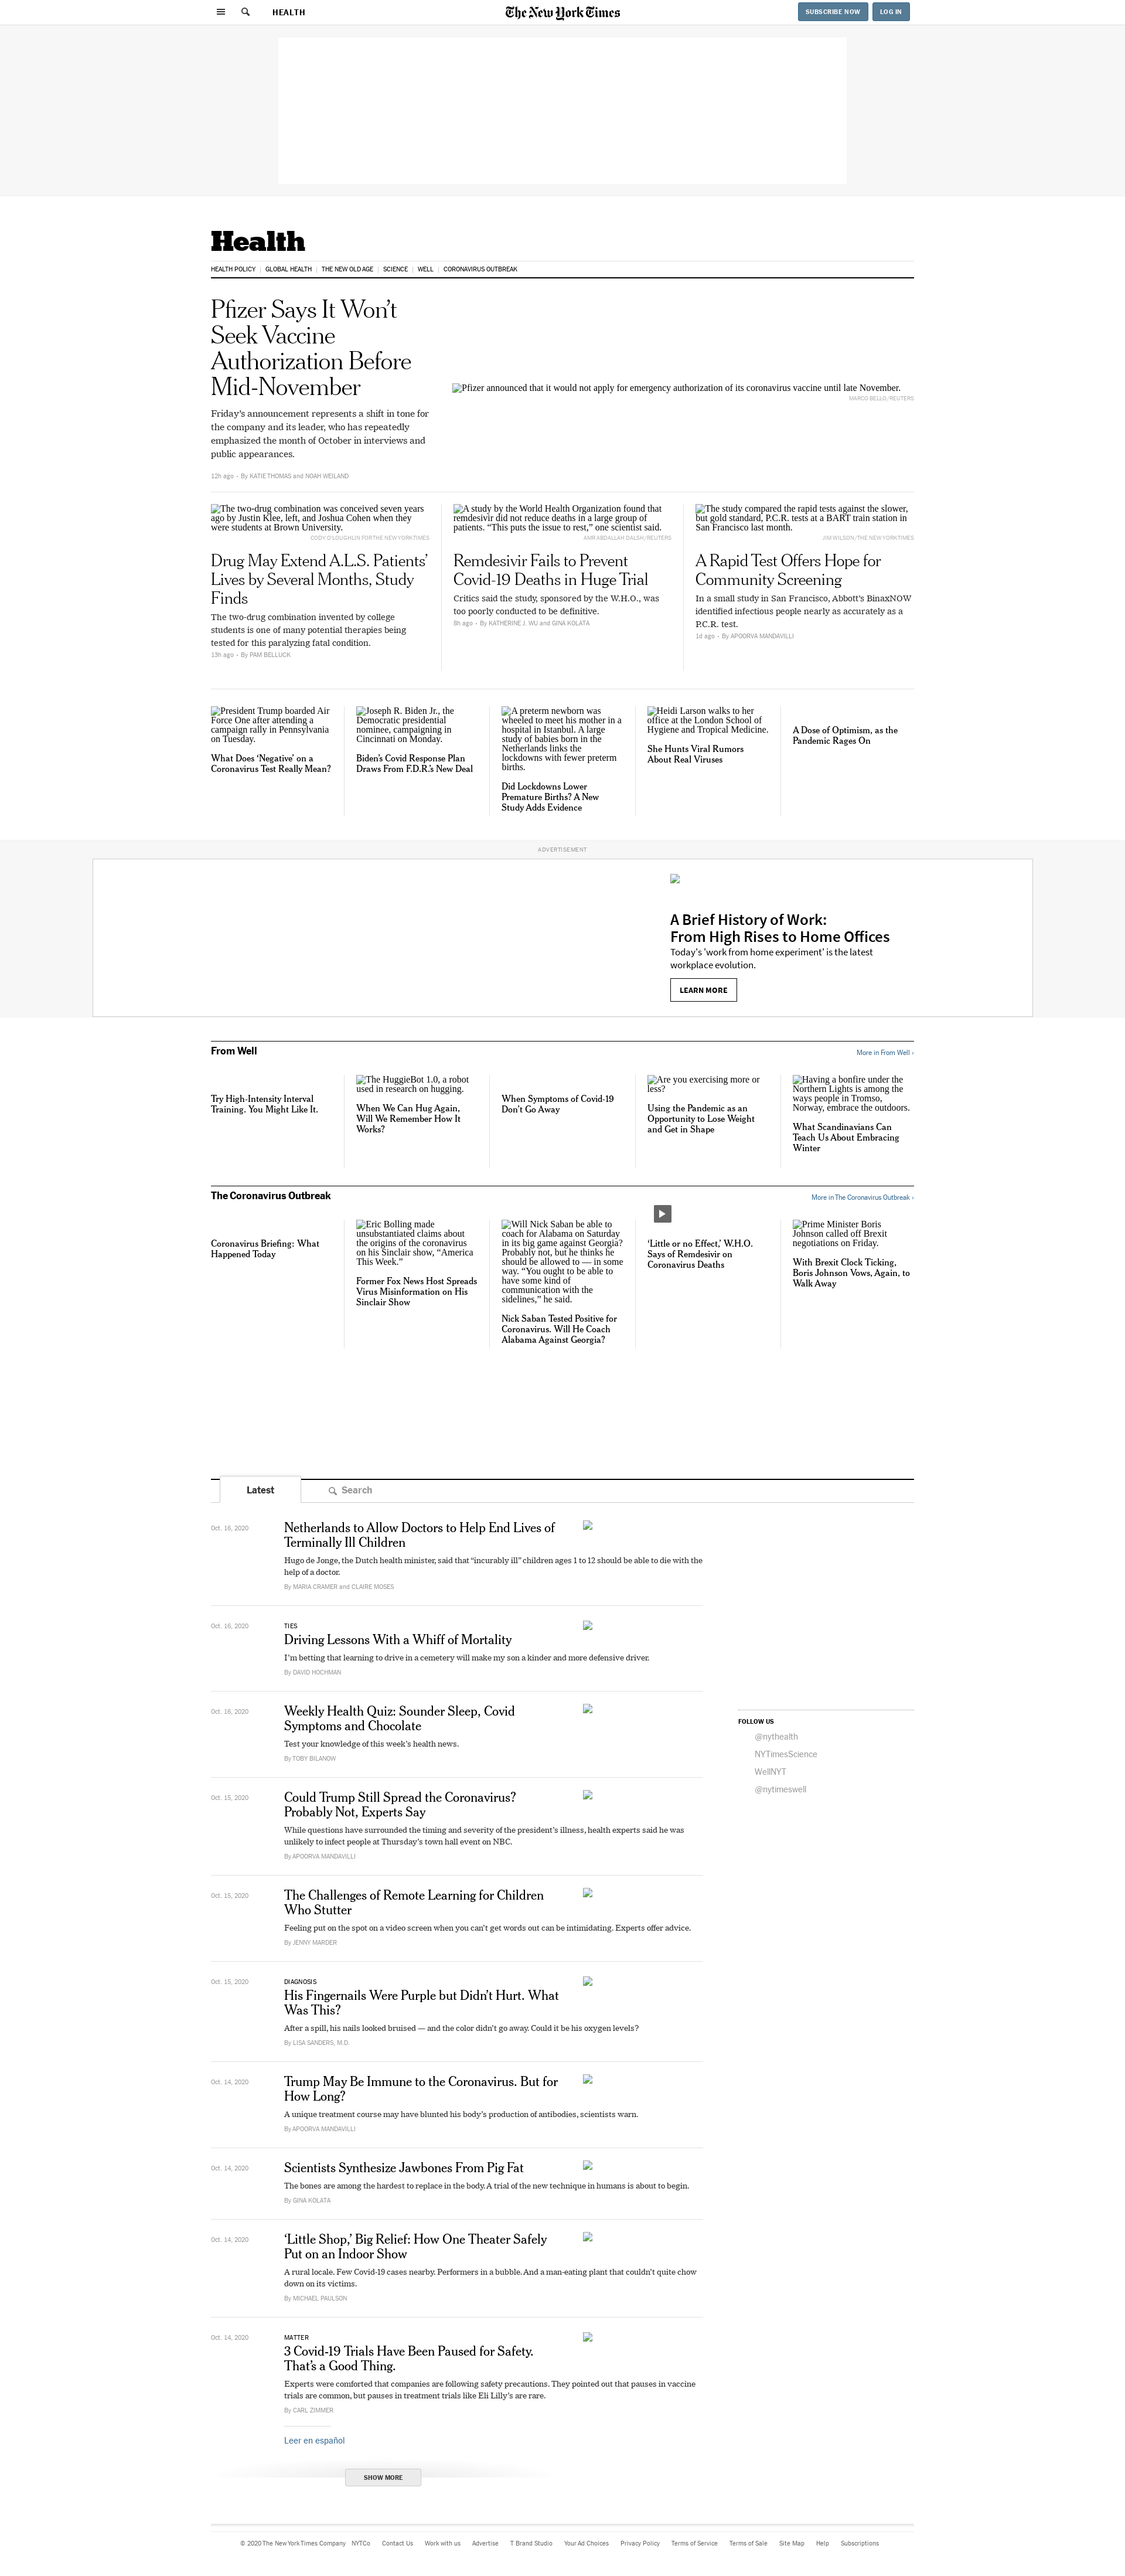 HEALTH
The New York Times
SUBSCRIBE NOW
LOG IN
Health
HEALTH POLICY
GLOBAL HEALTH
THE NEW OLD AGE
SCIENCE
WELL
CORONAVIRUS OUTBREAK
Pfizer Says It Won’t
Seek Vaccine
Authorization Before
Mid-November
Friday’s announcement represents a shift in tone for
the company and its leader, who has repeatedly
emphasized the month of October in interviews and
public appearances.
12h ago - By KATIE THOMAS and NOAH WEILAND
Pfizer announced that it would not apply for emergency authorization of its coronavirus vaccine until late November.
MARCO BELLO/REUTERS
The two-drug combination was conceived seven years
ago by Justin Klee, left, and Joshua Cohen when they
were students at Brown University.
CODY O'LOUGHLIN FOR THE NEW YORK TIMES
Drug May Extend A.L.S. Patients’
Lives by Several Months, Study
Finds
The two-drug combination invented by college
students is one of many potential therapies being
tested for this paralyzing fatal condition.
13h ago - By PAM BELLUCK
A study by the World Health Organization found that
remdesivir did not reduce deaths in a large group of
patients. “This puts the issue to rest,” one scientist said.
AMR ABDALLAH DALSH/REUTERS
Remdesivir Fails to Prevent
Covid-19 Deaths in Huge Trial
Critics said the study, sponsored by the W.H.O., was
too poorly conducted to be definitive.
8h ago - By KATHERINE J. WU and GINA KOLATA
The study compared the rapid tests against the slower,
but gold standard, P.C.R. tests at a BART train station in
San Francisco last month.
JIM WILSON/THE NEW YORK TIMES
A Rapid Test Offers Hope for
Community Screening
In a small study in San Francisco, Abbott’s BinaxNOW
identified infectious people nearly as accurately as a
P.C.R. test.
1d ago - By APOORVA MANDAVILLI
President Trump boarded Air
Force One after attending a
campaign rally in Pennsylvania
on Tuesday.
What Does ‘Negative’ on a
Coronavirus Test Really Mean?
Joseph R. Biden Jr., the
Democratic presidential
nominee, campaigning in
Cincinnati on Monday.
Biden’s Covid Response Plan
Draws From F.D.R.’s New Deal
A preterm newborn was
wheeled to meet his mother in a
hospital in Istanbul. A large
study of babies born in the
Netherlands links the
lockdowns with fewer preterm
births.
Did Lockdowns Lower
Premature Births? A New
Study Adds Evidence
Heidi Larson walks to her
office at the London School of
Hygiene and Tropical Medicine.
She Hunts Viral Rumors
About Real Viruses
A Dose of Optimism, as the
Pandemic Rages On
ADVERTISEMENT
A Brief History of Work:
From High Rises to Home Offices
Today's 'work from home experiment' is the latest
workplace evolution.
LEARN MORE
From Well
More in From Well ›
Try High-Intensity Interval
Training. You Might Like It.
The HuggieBot 1.0, a robot
used in research on hugging.
When We Can Hug Again,
Will We Remember How It
Works?
When Symptoms of Covid-19
Don’t Go Away
Are you exercising more or
less?
Using the Pandemic as an
Opportunity to Lose Weight
and Get in Shape
Having a bonfire under the
Northern Lights is among the
ways people in Tromso,
Norway, embrace the outdoors.
What Scandinavians Can
Teach Us About Embracing
Winter
The Coronavirus Outbreak
More in The Coronavirus Outbreak ›
Coronavirus Briefing: What
Happened Today
Eric Bolling made
unsubstantiated claims about
the origins of the coronavirus
on his Sinclair show, “America
This Week.”
Former Fox News Host Spreads
Virus Misinformation on His
Sinclair Show
Will Nick Saban be able to
coach for Alabama on Saturday
in its big game against Georgia?
Probably not, but he thinks he
should be allowed to — in some
way. “You ought to be able to
have some kind of
communication with the
sidelines,” he said.
Nick Saban Tested Positive for
Coronavirus. Will He Coach
Alabama Against Georgia?
‘Little or no Effect,’ W.H.O.
Says of Remdesivir on
Coronavirus Deaths
Prime Minister Boris
Johnson called off Brexit
negotiations on Friday.
With Brexit Clock Ticking,
Boris Johnson Vows, Again, to
Walk Away
Latest
Search
Oct. 16, 2020
Netherlands to Allow Doctors to Help End Lives of
Terminally Ill Children
Hugo de Jonge, the Dutch health minister, said that “incurably ill” children ages 1 to 12 should be able to die with the
help of a doctor.
By MARIA CRAMER and CLAIRE MOSES
Oct. 16, 2020
TIES
Driving Lessons With a Whiff of Mortality
I’m betting that learning to drive in a cemetery will make my son a kinder and more defensive driver.
By DAVID HOCHMAN
Oct. 16, 2020
Weekly Health Quiz: Sounder Sleep, Covid
Symptoms and Chocolate
Test your knowledge of this week’s health news.
By TOBY BILANOW
FOLLOW US
@nythealth
NYTimesScience
WellNYT
@nytimeswell
Oct. 15, 2020
Could Trump Still Spread the Coronavirus?
Probably Not, Experts Say
While questions have surrounded the timing and severity of the president’s illness, health experts said he was
unlikely to infect people at Thursday’s town hall event on NBC.
By APOORVA MANDAVILLI
Oct. 15, 2020
The Challenges of Remote Learning for Children
Who Stutter
Feeling put on the spot on a video screen when you can’t get words out can be intimidating. Experts offer advice.
By JENNY MARDER
Oct. 15, 2020
DIAGNOSIS
His Fingernails Were Purple but Didn’t Hurt. What
Was This?
After a spill, his nails looked bruised — and the color didn’t go away. Could it be his oxygen levels?
By LISA SANDERS, M.D.
Oct. 14, 2020
Trump May Be Immune to the Coronavirus. But for
How Long?
A unique treatment course may have blunted his body’s production of antibodies, scientists warn.
By APOORVA MANDAVILLI
Oct. 14, 2020
Scientists Synthesize Jawbones From Pig Fat
The bones are among the hardest to replace in the body. A trial of the new technique in humans is about to begin.
By GINA KOLATA
Oct. 14, 2020
‘Little Shop,’ Big Relief: How One Theater Safely
Put on an Indoor Show
A rural locale. Few Covid-19 cases nearby. Performers in a bubble. And a man-eating plant that couldn’t quite chow
down on its victims.
By MICHAEL PAULSON
Oct. 14, 2020
MATTER
3 Covid-19 Trials Have Been Paused for Safety.
That’s a Good Thing.
Experts were comforted that companies are following safety precautions. They pointed out that pauses in vaccine
trials are common, but pauses in treatment trials like Eli Lilly’s are rare.
By CARL ZIMMER
Leer en español
SHOW MORE
© 2020 The New York Times Company
NYTCo
Contact Us
Work with us
Advertise
T Brand Studio
Your Ad Choices
Privacy Policy
Terms of Service
Terms of Sale
Site Map
Help
Subscriptions